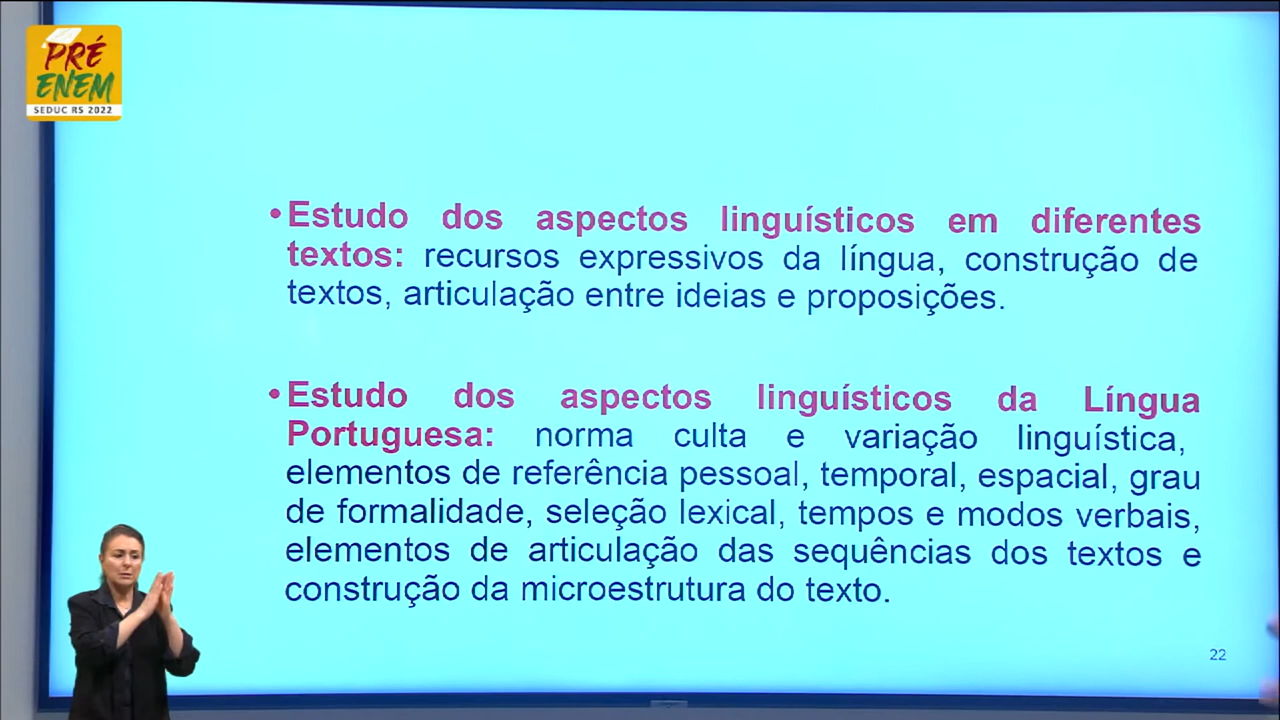 PRÉ
ENEM
SEDUC RS 2022
•Estudo dos aspectos linguísticos em diferentes
textos: recursos expressivos da língua, construção de
textos, articulação entre ideias e proposições.
•Estudo dos aspectos linguísticos da Língua
Portuguesa: norma culta e variação linguística,
elementos de referência pessoal, temporal, espacial, grau
de formalidade, seleção lexical, tempos e modos verbais,
elementos de articulação das sequências dos textos e
construção da microestrutura do texto.
22